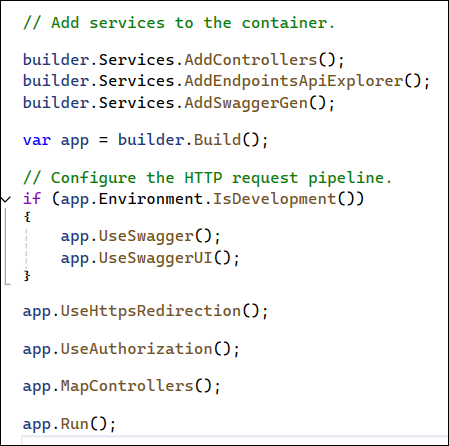 // Add services to the container.
builder.Services.AddControllers();
builder.Services.AddEndpointsApiExplorer();
builder.Services.AddSwaggerGen();
var app = builder.Build();
// Configure the HTTP request pipeline.
if (app.Environment.IsDevelopment())
{
    app.UseSwagger();
    app.UseSwaggerUI();
}
app.UseHttpsRedirection();
app.UseAuthorization();
app.MapControllers();
app.Run();